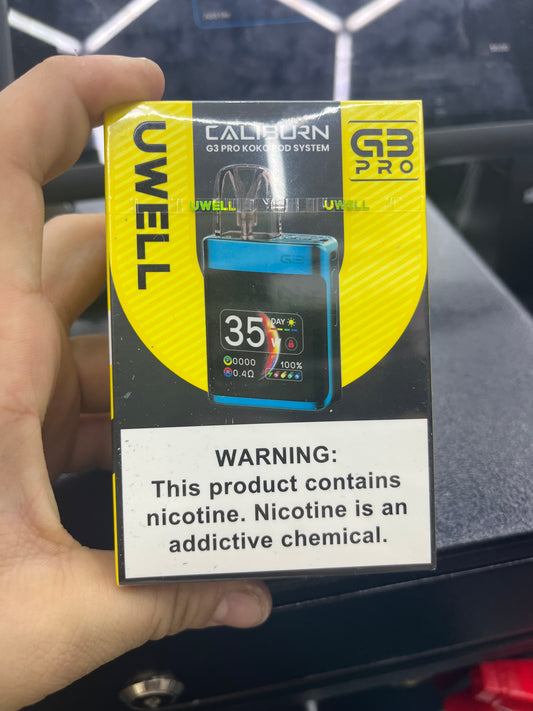 UWELL
CALIBURN
G3 PRO KOKO POD SYSTEM
G3
PRO
UWELL UWELL
G3
35 W
DAY
0000
100%
0.4Ω
WARNING:
This product contains
nicotine. Nicotine is an
addictive chemical.